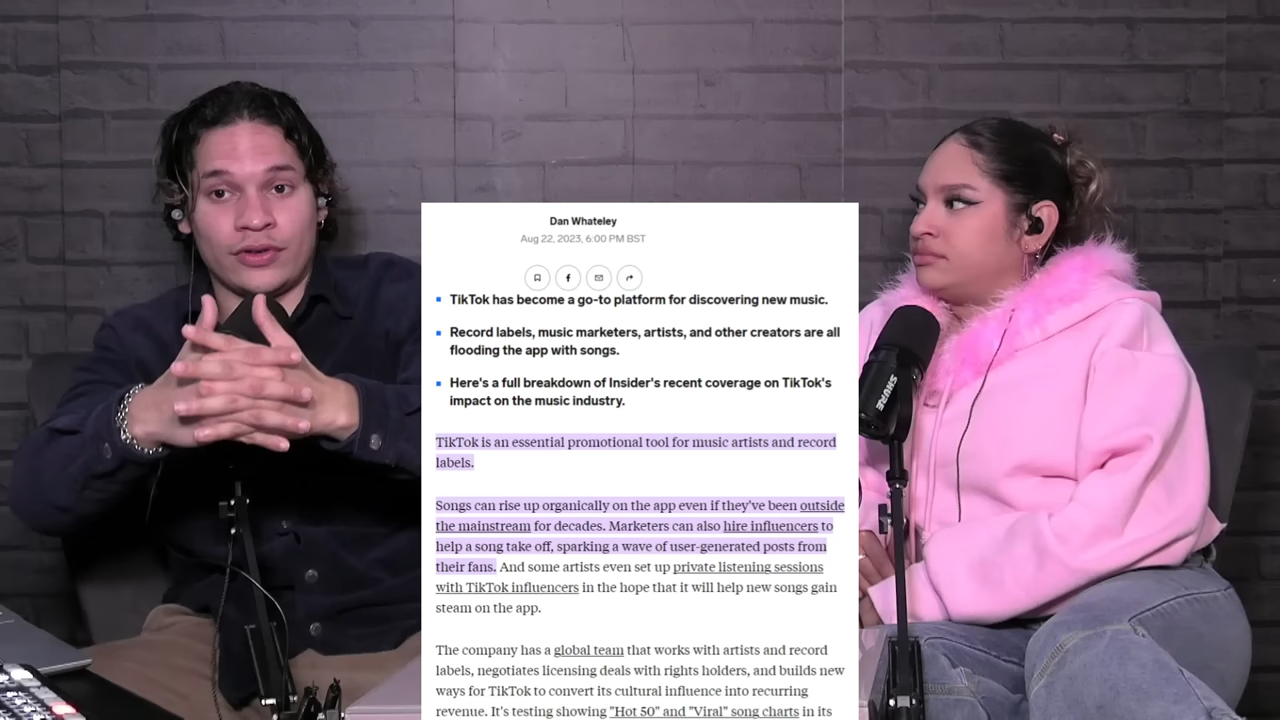 Dan Whateley
Aug 22, 2023, 6:00 PM BST
TikTok has become a go-to platform for discovering new music.
Record labels, music marketers, artists, and other creators are all
flooding the app with songs.
Here's a full breakdown of Insider's recent coverage on TikTok's
impact on the music industry.
TikTok is an essential promotional tool for music artists and record
labels.
Songs can rise up organically on the app even if they've been outside
the mainstream for decades. Marketers can also hire influencers to
help a song take off, sparking a wave of user-generated posts from
their fans. And some artists even set up private listening sessions
with TikTok influencers in the hope that it will help new songs gain
steam on the app.
The company has a global team that works with artists and record
labels, negotiates licensing deals with rights holders, and builds new
ways for TikTok to convert its cultural influence into recurring
revenue. It's testing showing "Hot 50" and "Viral" song charts in its
SHURE